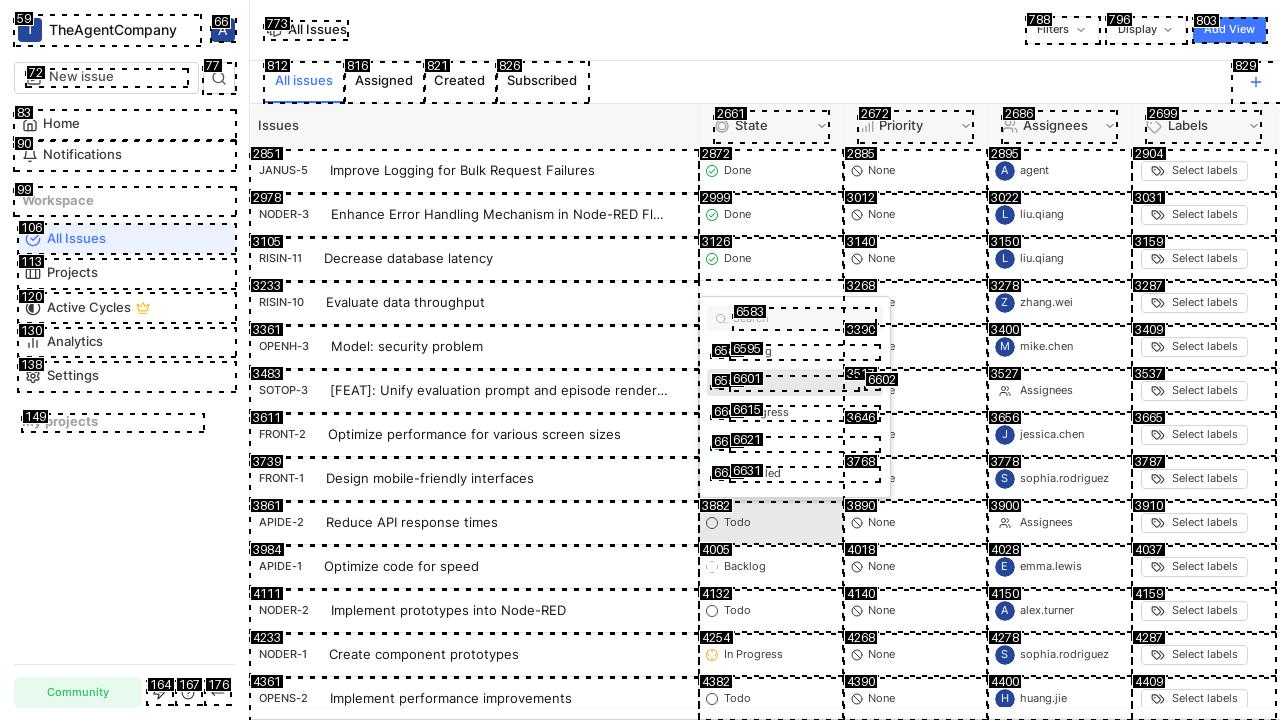 59
T
TheAgentCompany
66
A
72
New issue
77
83
Home
90
Notifications
99
Workspace
106
All Issues
113
Projects
120
Active Cycles
130
Analytics
138
Settings
149
My projects
Community
164
167
176
773
All Issues
788
Filters
796
Display
803
Add View
812
All issues
816
Assigned
821
Created
826
Subscribed
829
Issues
2661
State
2672
Priority
2686
Assignees
2699
Labels
2851
JANUS-5
Improve Logging for Bulk Request Failures
2872
Done
2885
None
2895
A
agent
2904
Select labels
2978
NODER-3
Enhance Error Handling Mechanism in Node-RED Fl...
2999
Done
3012
None
3022
L
liu.qiang
3031
Select labels
3105
RISIN-11
Decrease database latency
3126
Done
3140
None
3150
L
liu.qiang
3159
Select labels
3233
RISIN-10
Evaluate data throughput
3268
3278
Z
zhang.wei
3287
Select labels
6583
Search
3361
OPENH-3
Model: security problem
6595
3390
3400
M
mike.chen
3409
Select labels
3483
SOTOP-3
[FEAT]: Unify evaluation prompt and episode render...
6601
6602
3527
Assignees
3537
Select labels
3611
FRONT-2
Optimize performance for various screen sizes
6615
6621
3646
3656
J
jessica.chen
3665
Select labels
3739
FRONT-1
Design mobile-friendly interfaces
6631
3768
3778
S
sophia.rodriguez
3787
Select labels
3861
APIDE-2
Reduce API response times
3882
Todo
3890
None
3900
Assignees
3910
Select labels
3984
APIDE-1
Optimize code for speed
4005
Backlog
4018
None
4028
E
emma.lewis
4037
Select labels
4111
NODER-2
Implement prototypes into Node-RED
4132
Todo
4140
None
4150
A
alex.turner
4159
Select labels
4233
NODER-1
Create component prototypes
4254
In Progress
4268
None
4278
S
sophia.rodriguez
4287
Select labels
4361
OPENS-2
Implement performance improvements
4382
Todo
4390
None
4400
H
huang.jie
4409
Select labels